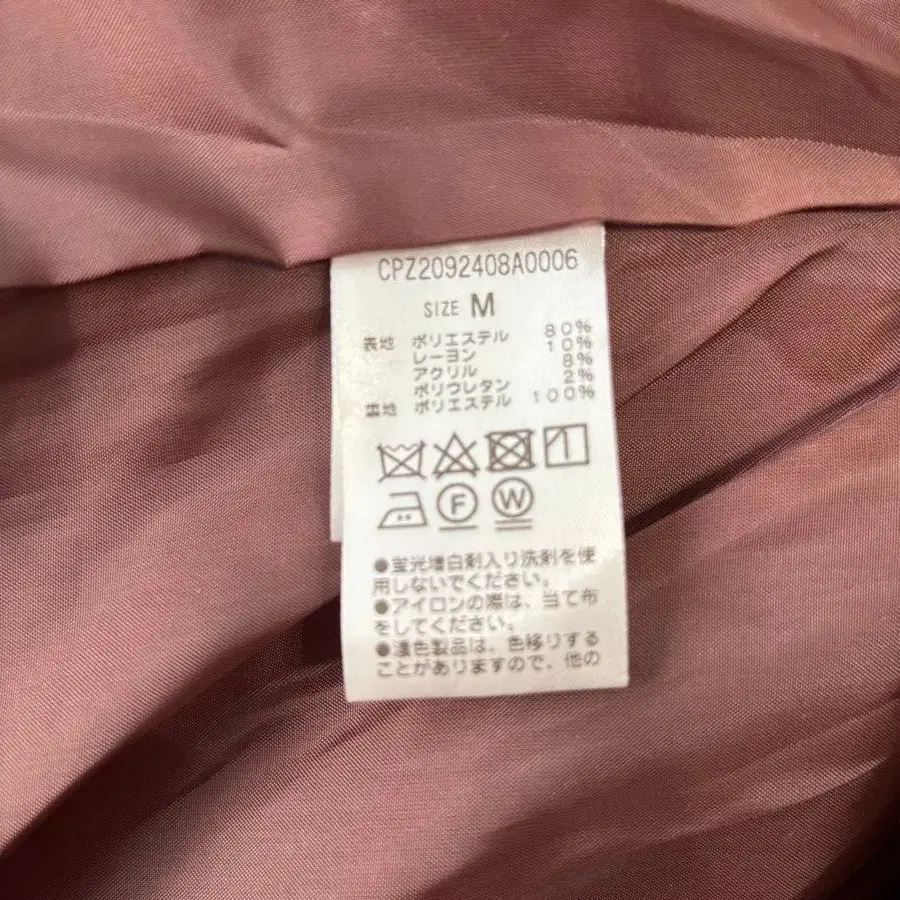 CPZ2092408A0006
SIZE M
表地 ポリエステル 80%
レーヨン 10%
アクリル 8%
ポリウレタン 2%
裏地 ポリエステル 100%
F W
●蛍光増白剤入り洗剤を使
用しないでください。
●アイロンの際は、当て布
をしてください。
●濃色製品は、色移りする
ことがありますので、他の